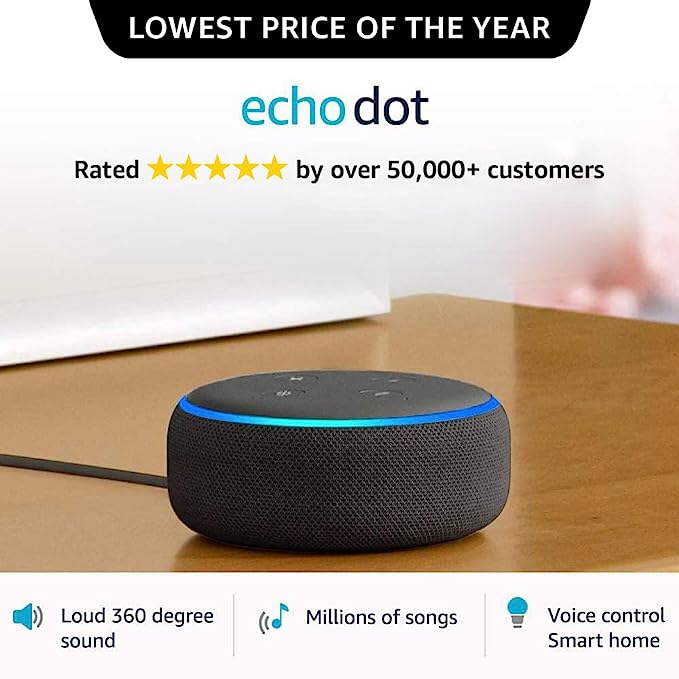 LOWEST PRICE OF THE YEAR
echo dot
Rated ★★★★★ by over 50,000+ customers
Loud 360 degree
sound
Millions of songs
Voice control
Smart home